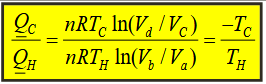 Q_C / Q_H = nRT_C ln(V_d / V_C) / nRT_H ln(V_b / V_a) = -T_C / T_H